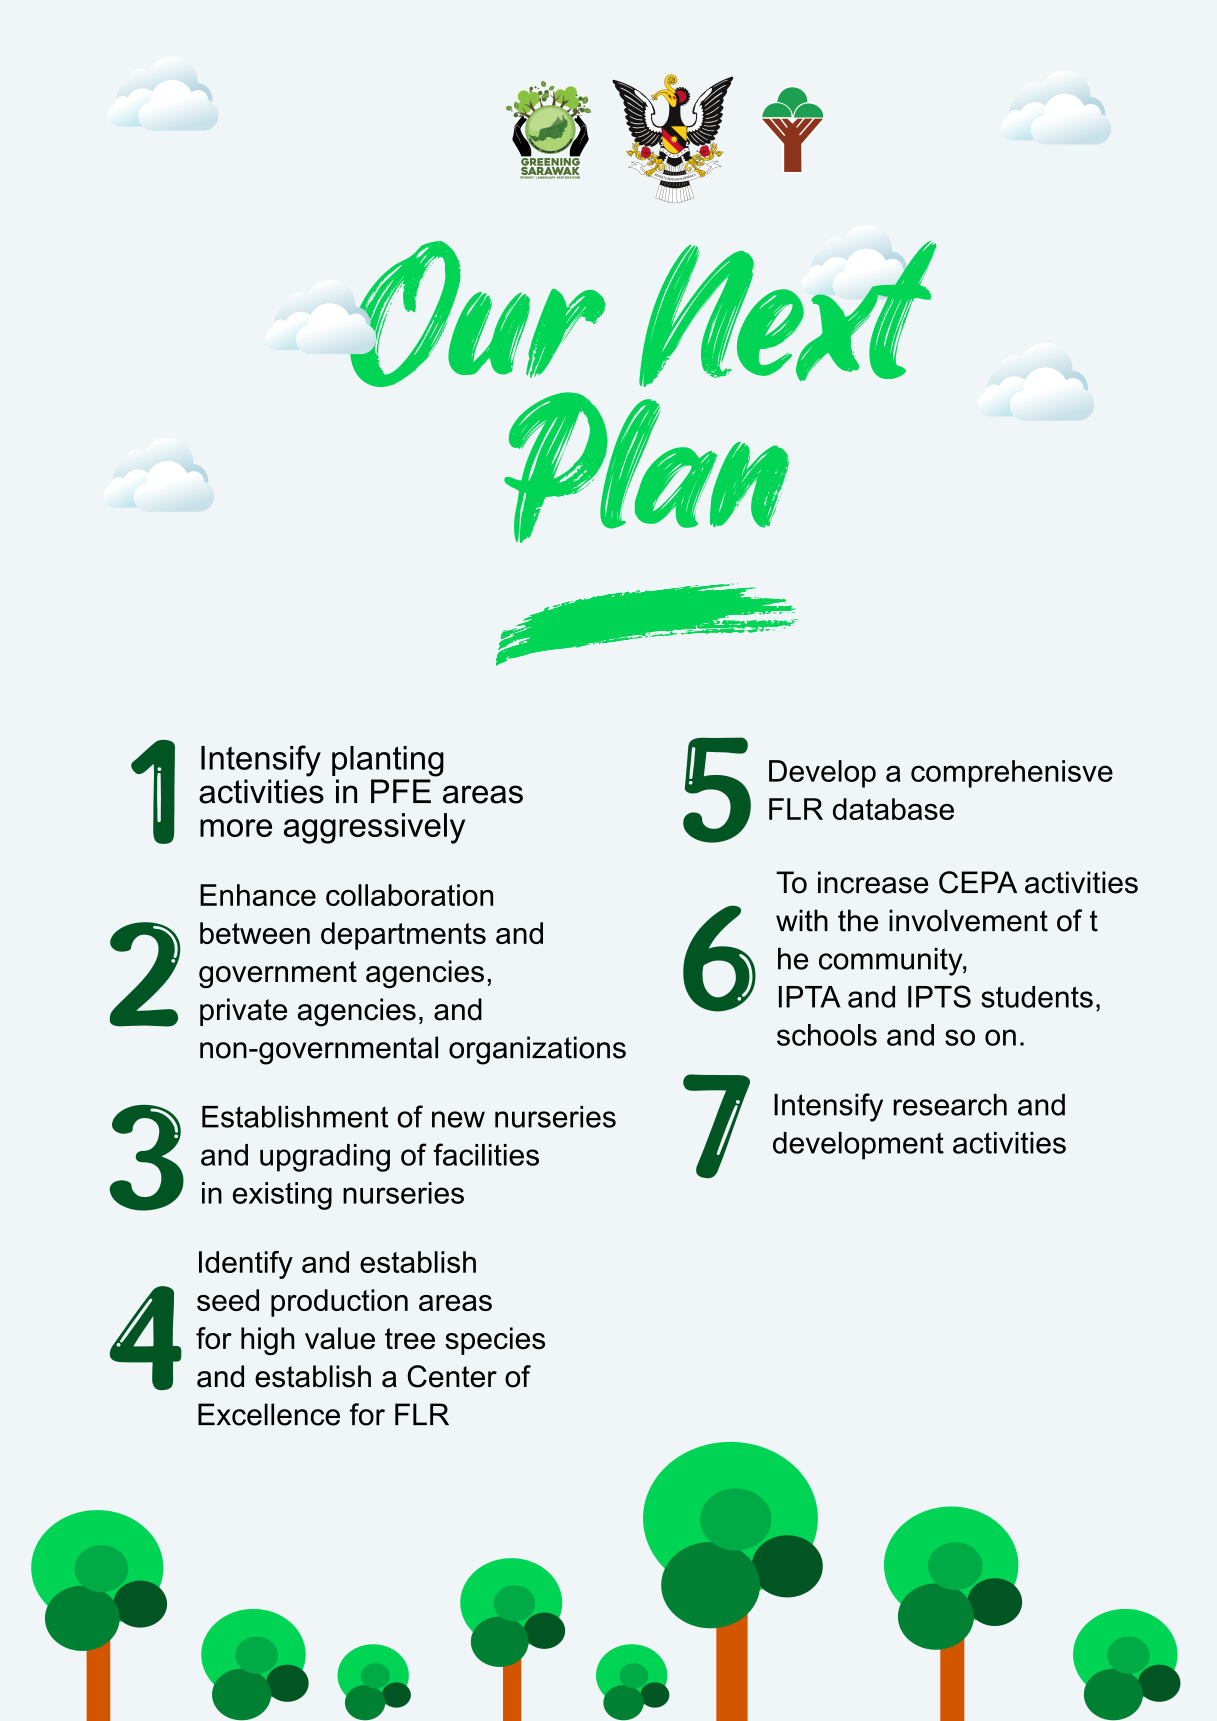 GREENING
SARAWAK
FOREST LANDSCAPE RESTORATION
Our Next
Plan
1
Intensify planting
activities in PFE areas
more aggressively
2
Enhance collaboration
between departments and
government agencies,
private agencies, and
non-governmental organizations
3
Establishment of new nurseries
and upgrading of facilities
in existing nurseries
4
Identify and establish
seed production areas
for high value tree species
and establish a Center of
Excellence for FLR
5
Develop a comprehenisve
FLR database
6
To increase CEPA activities
with the involvement of t
he community,
IPTA and IPTS students,
schools and so on.
7
Intensify research and
development activities